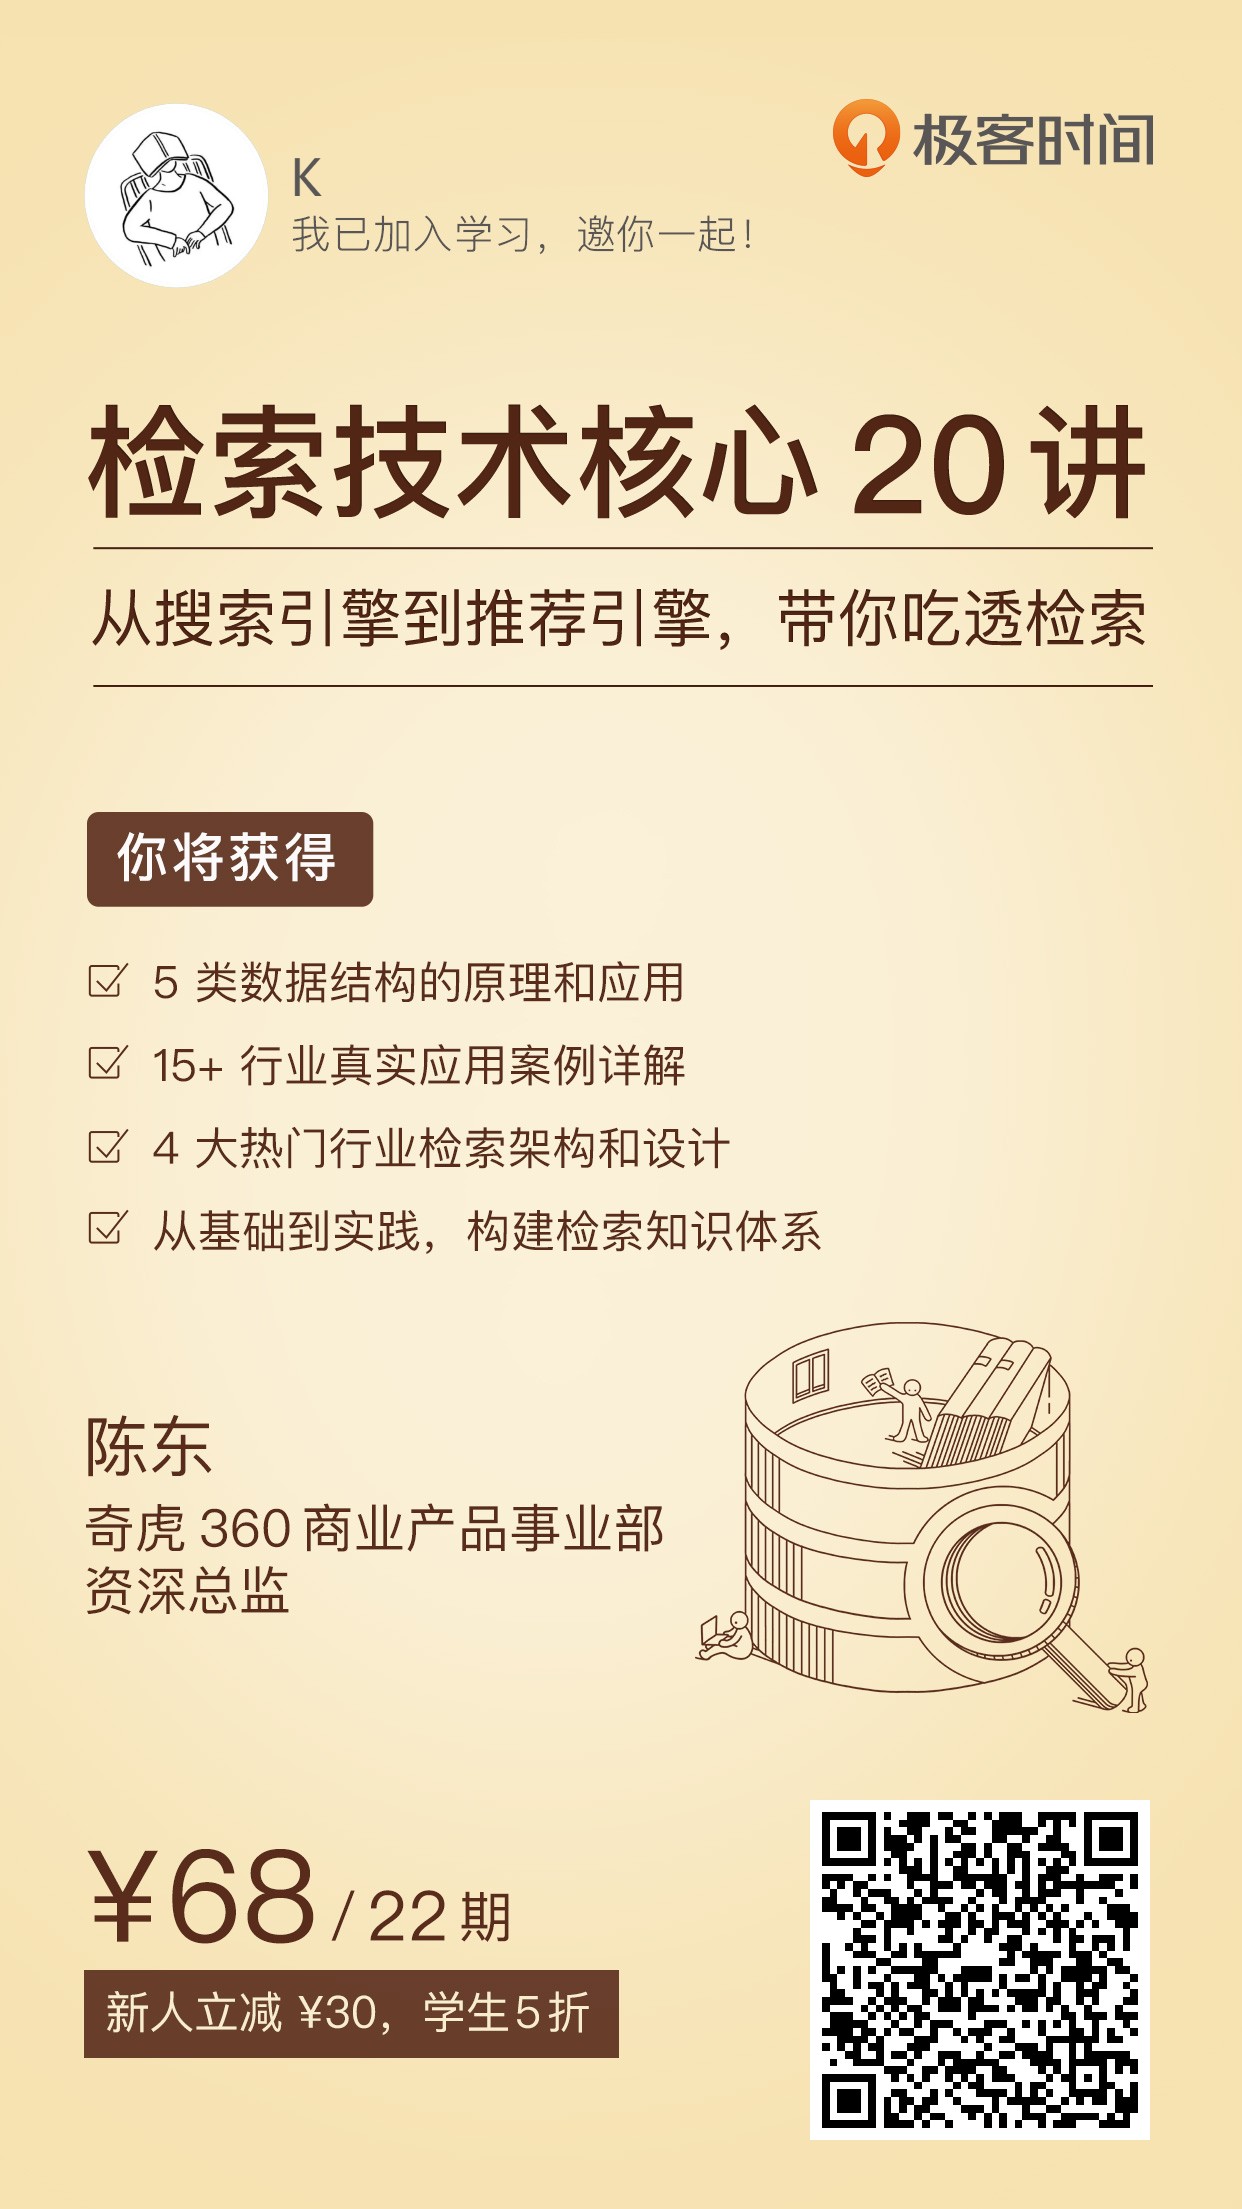 K
我已加入学习，邀你一起！
极客时间
检索技术核心 20 讲
从搜索引擎到推荐引擎，带你吃透检索
你将获得
5 类数据结构的原理和应用
15+ 行业真实应用案例详解
4 大热门行业检索架构和设计
从基础到实践，构建检索知识体系
陈东
奇虎 360 商业产品事业部
资深总监
¥68 / 22 期
新人立减 ¥30，学生 5 折